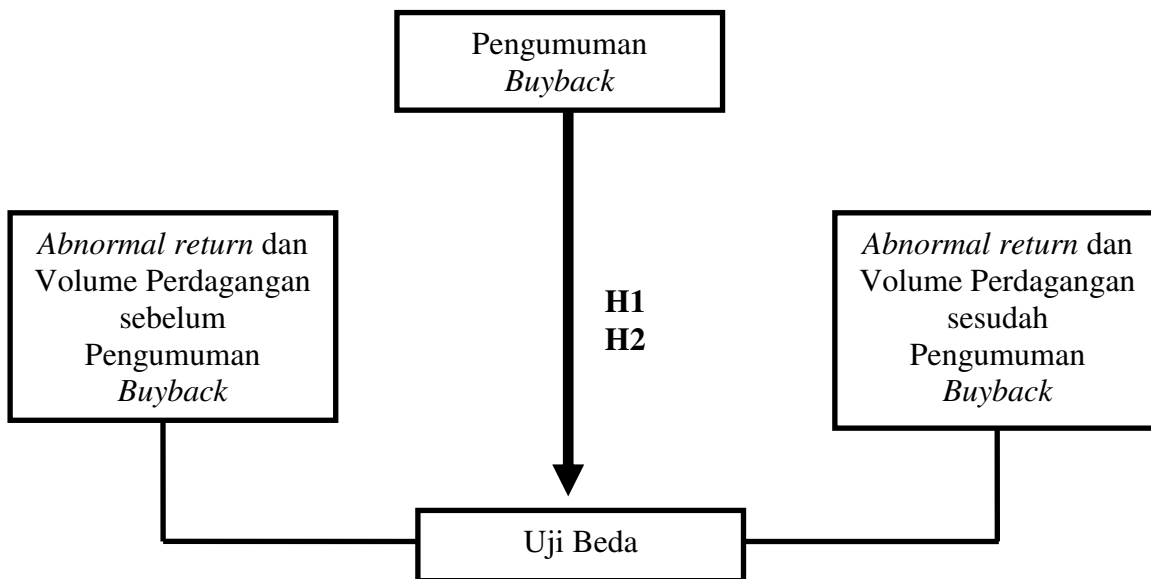 Pengumuman
Buyback
Abnormal return dan
Volume Perdagangan
sebelum
Pengumuman
Buyback
H1
H2
Abnormal return dan
Volume Perdagangan
sesudah
Pengumuman
Buyback
Uji Beda